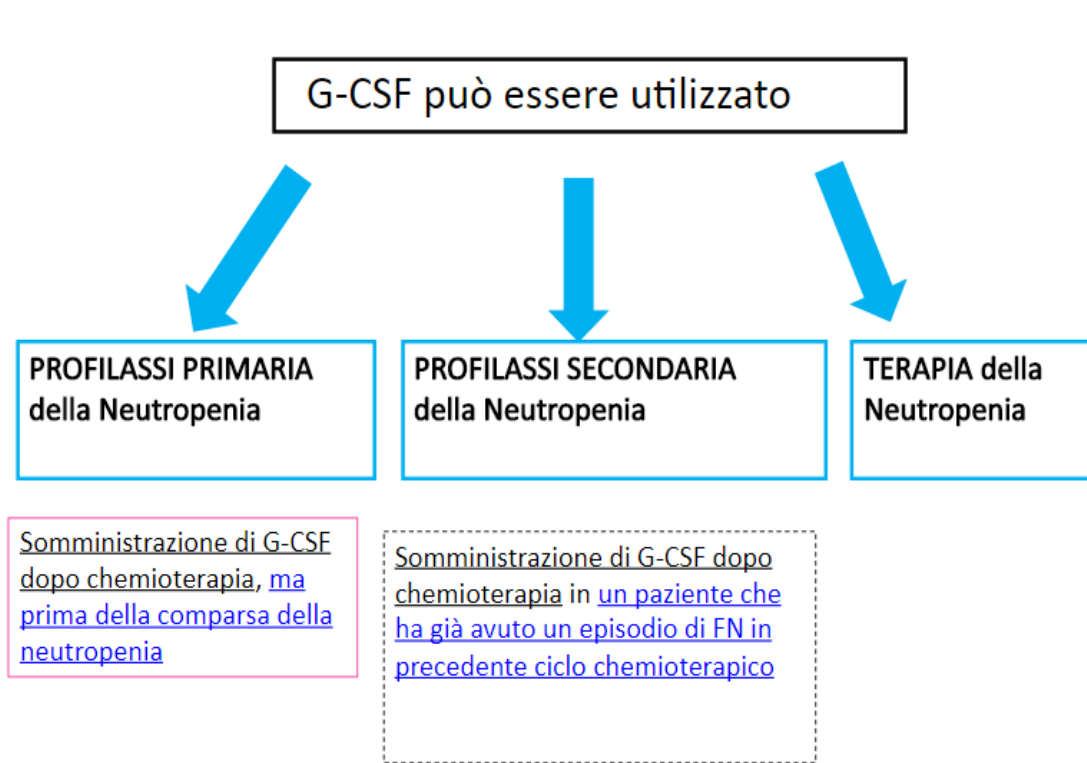 G-CSF può essere utilizzato
PROFILASSI PRIMARIA
della Neutropenia
PROFILASSI SECONDARIA
della Neutropenia
TERAPIA della
Neutropenia
Somministrazione di G-CSF
dopo chemioterapia, ma
prima della comparsa della
neutropenia
Somministrazione di G-CSF dopo
chemioterapia in un paziente che
ha già avuto un episodio di FN in
precedente ciclo chemioterapico